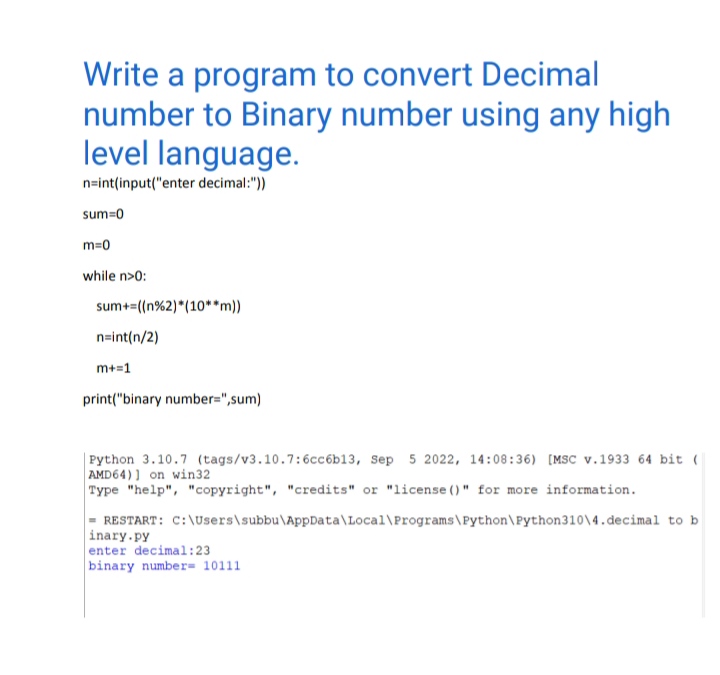 Write a program to convert Decimal
number to Binary number using any high
level language.
n=int(input("enter decimal:"))
sum=0
m=0
while n>0:
sum+=((n%2)*(10**m))
n=int(n/2)
m+=1
print("binary number=",sum)
Python 3.10.7 (tags/v3.10.7:6cc6b13, Sep 5 2022, 14:08:36) [MSC v.1933 64 bit (
AMD64)] on win32
Type "help", "copyright", "credits" or "license()" for more information.
= RESTART: C:\Users\subbu\AppData\Local\Programs\Python\Python310\4.decimal to b
inary.py
enter decimal:23
binary number= 10111